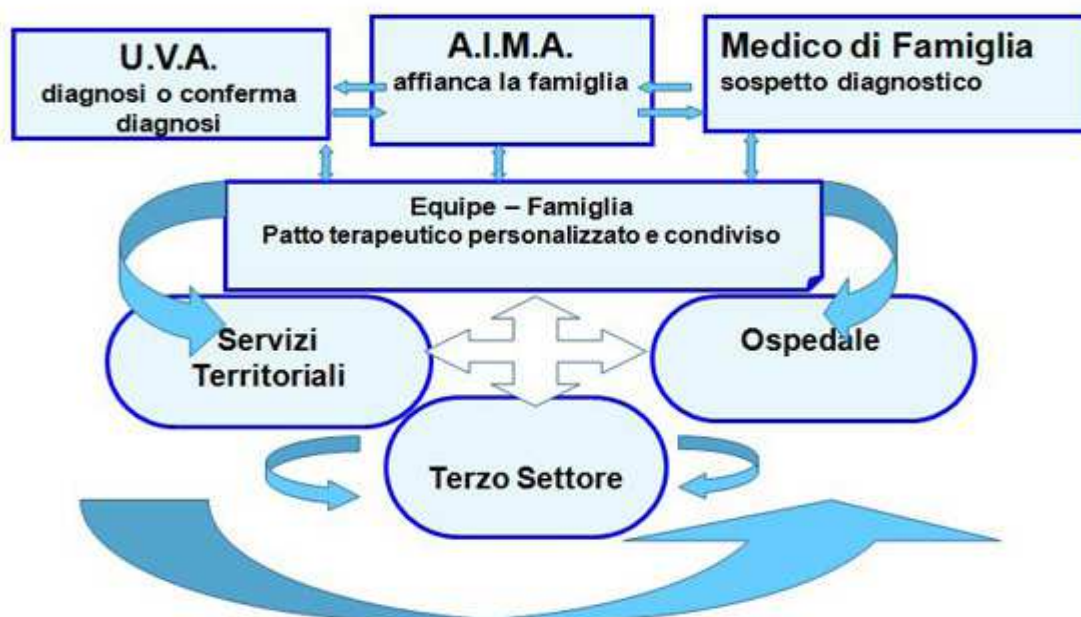 U.V.A.
diagnosi o conferma
diagnosi
A.I.M.A.
affianca la famiglia
Medico di Famiglia
sospetto diagnostico
Equipe – Famiglia
Patto terapeutico personalizzato e condiviso
Servizi
Territoriali
Ospedale
Terzo Settore